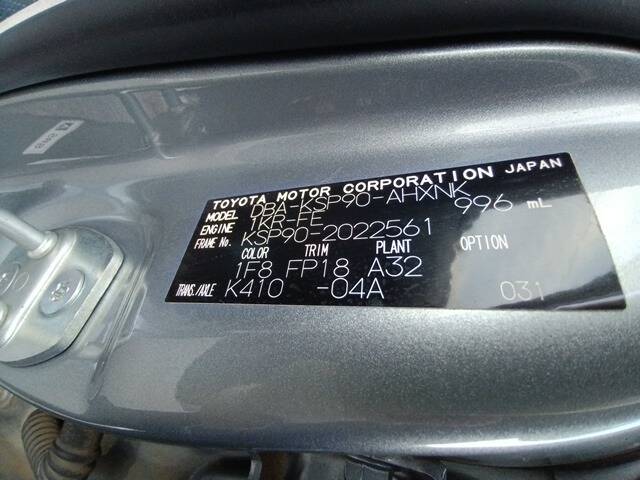 TOYOTA MOTOR CORPORATION JAPAN
MODEL DBA-KSP90-AHXNK
ENGINE 1KR-FE 996 mL
FRAME No. KSP90-2022561
COLOR TRIM PLANT OPTION
1F8 FP18 A32
TRANS./AXLE K410 -04A 031